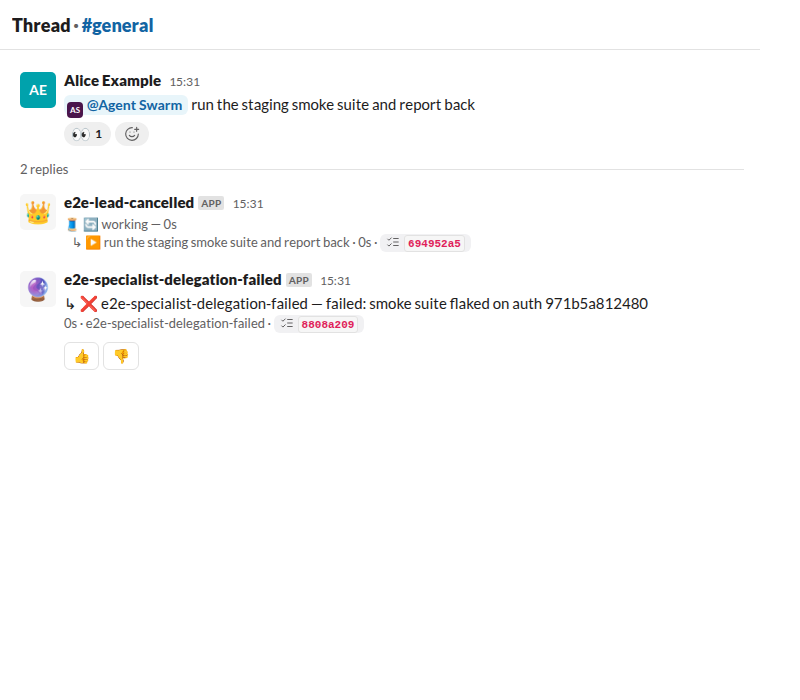 Thread · #general
AE
Alice Example 15:31
AS @Agent Swarm run the staging smoke suite and report back
1
2 replies
e2e-lead-cancelled APP 15:31
working — 0s
↳ run the staging smoke suite and report back · 0s · 694952a5
e2e-specialist-delegation-failed APP 15:31
↳ ❌ e2e-specialist-delegation-failed — failed: smoke suite flaked on auth 971b5a812480
0s · e2e-specialist-delegation-failed · 8808a209